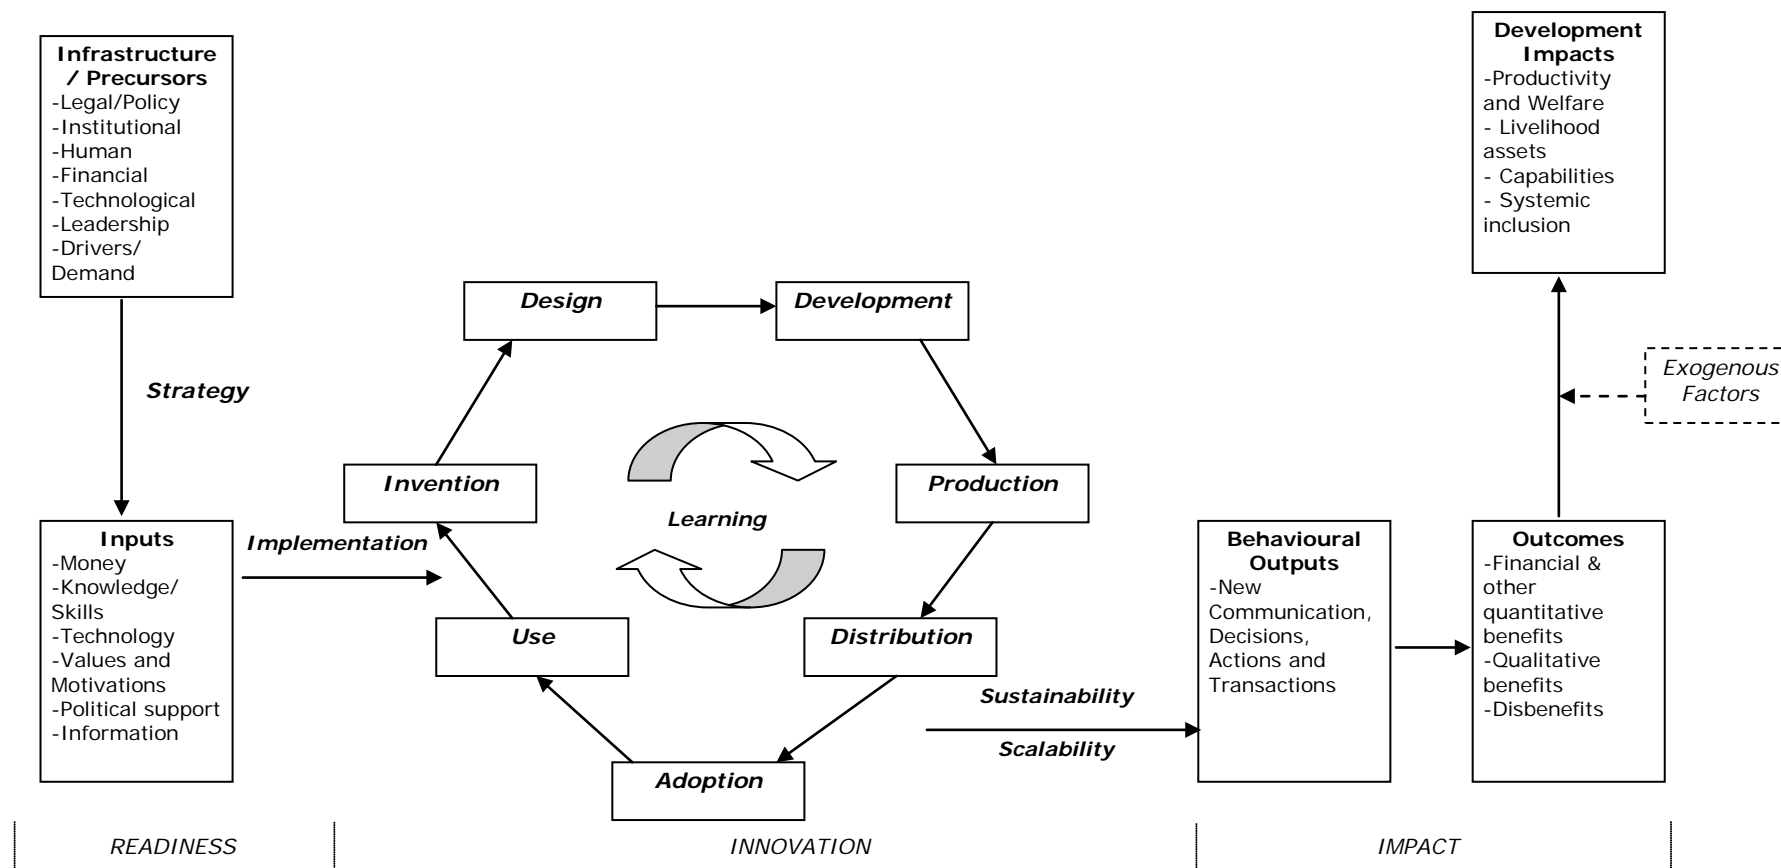 Infrastructure
/ Precursors
-Legal/Policy
-Institutional
-Human
-Financial
-Technological
-Leadership
-Drivers/
Demand
Strategy
Inputs
-Money
-Knowledge/
Skills
-Technology
-Values and
Motivations
-Political support
-Information
Implementation
Design
Development
Invention
Production
Learning
Use
Distribution
Adoption
Sustainability
Scalability
Behavioural
Outputs
-New
Communication,
Decisions,
Actions and
Transactions
Outcomes
-Financial &
other
quantitative
benefits
-Qualitative
benefits
-Disbenefits
Development
Impacts
-Productivity
and Welfare
- Livelihood
assets
- Capabilities
- Systemic
inclusion
Exogenous
Factors
READINESS
INNOVATION
IMPACT